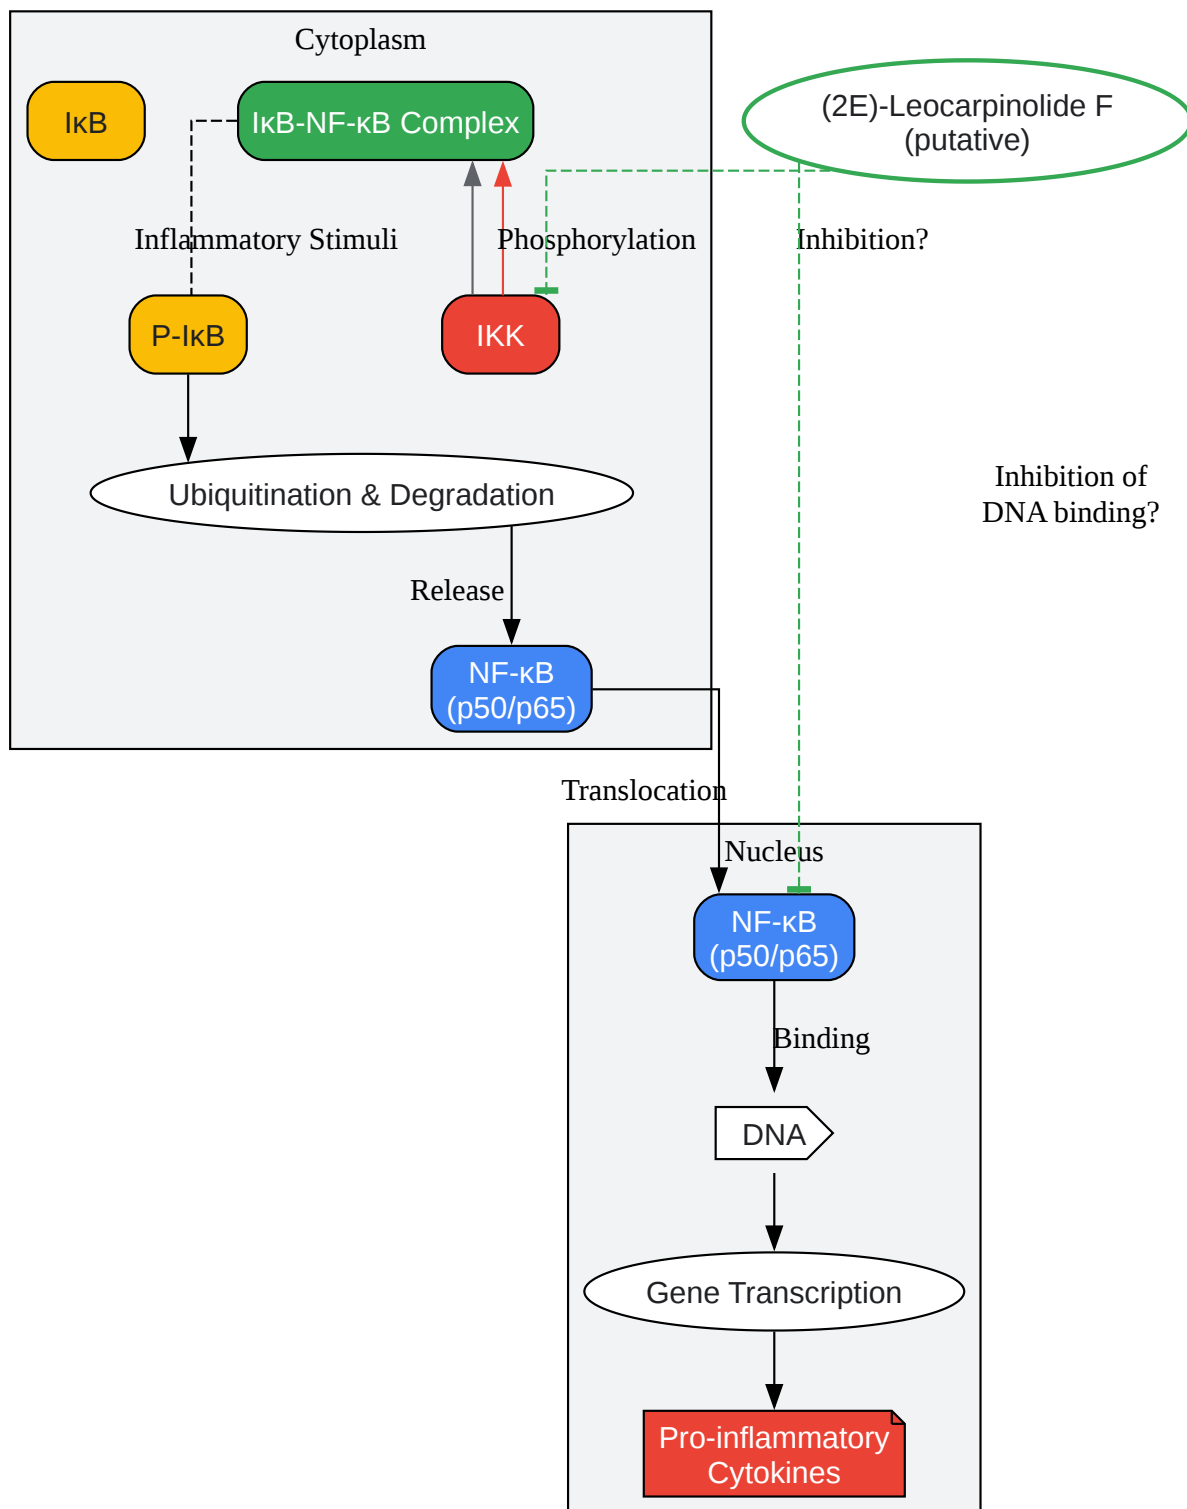 Cytoplasm
IκB
IκB-NF-κB Complex
(2E)-Leocarpinolide F
(putative)
Inflammatory Stimuli
Phosphorylation
Inhibition?
P-IκB
IKK
Ubiquitination & Degradation
Inhibition of
DNA binding?
Release
NF-κB
(p50/p65)
Translocation
Nucleus
NF-κB
(p50/p65)
Binding
DNA
Gene Transcription
Pro-inflammatory
Cytokines